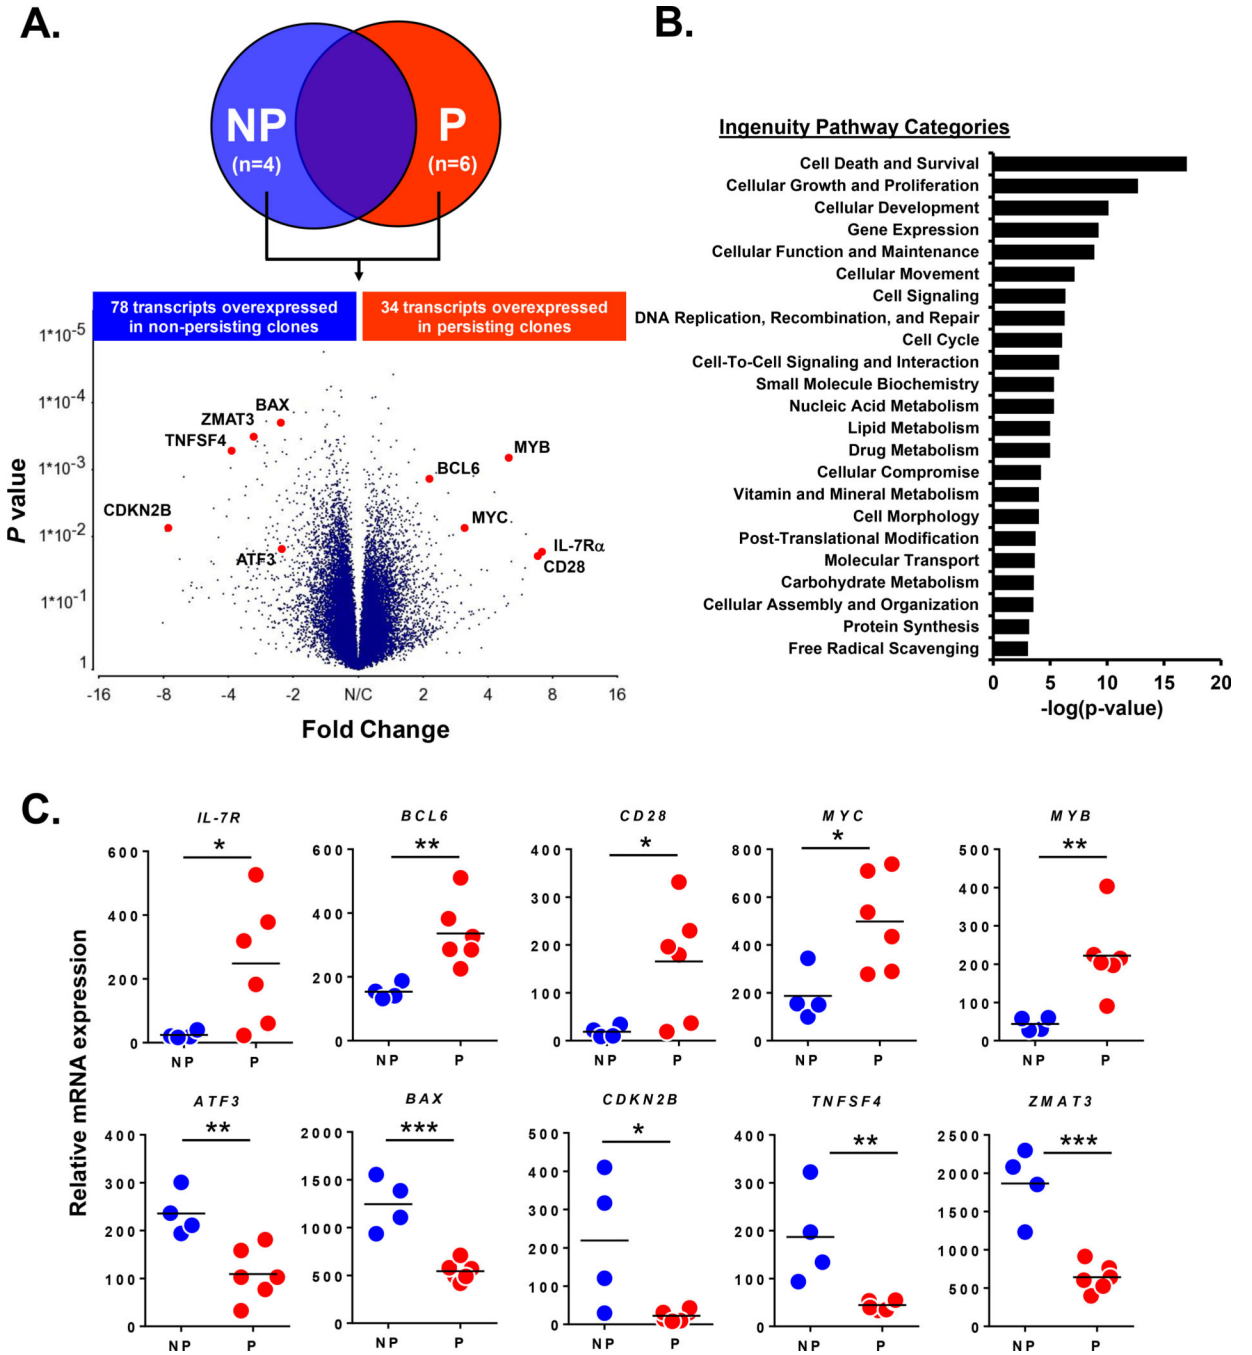 A.
NP
(n=4)
P
(n=6)
78 transcripts overexpressed
in non-persisting clones
34 transcripts overexpressed
in persisting clones
P value
1*10-5
1*10-4
1*10-3
1*10-2
1*10-1
1
BAX
ZMAT3
TNFSF4
CDKN2B
ATF3
MYB
BCL6
MYC
IL-7Rα
CD28
-16 -8 -4 -2 N/C 2 4 8 16
Fold Change
B.
Ingenuity Pathway Categories
Cell Death and Survival
Cellular Growth and Proliferation
Cellular Development
Gene Expression
Cellular Function and Maintenance
Cellular Movement
Cell Signaling
DNA Replication, Recombination, and Repair
Cell Cycle
Cell-To-Cell Signaling and Interaction
Small Molecule Biochemistry
Nucleic Acid Metabolism
Lipid Metabolism
Drug Metabolism
Cellular Compromise
Vitamin and Mineral Metabolism
Cell Morphology
Post-Translational Modification
Molecular Transport
Carbohydrate Metabolism
Cellular Assembly and Organization
Protein Synthesis
Free Radical Scavenging
0 5 10 15 20
-log(p-value)
C.
Relative mRNA expression
IL-7R
*
600
400
200
0
NP P
BCL6
**
600
400
200
0
NP P
CD28
*
400
300
200
100
0
NP P
MYC
*
800
600
400
200
0
NP P
MYB
**
500
400
300
200
100
0
NP P
ATF3
**
400
300
200
100
0
NP P
BAX
***
2000
1500
1000
500
0
NP P
CDKN2B
*
500
400
300
200
100
0
NP P
TNFSF4
**
400
300
200
100
0
NP P
ZMAT3
***
2500
2000
1500
1000
500
0
NP P